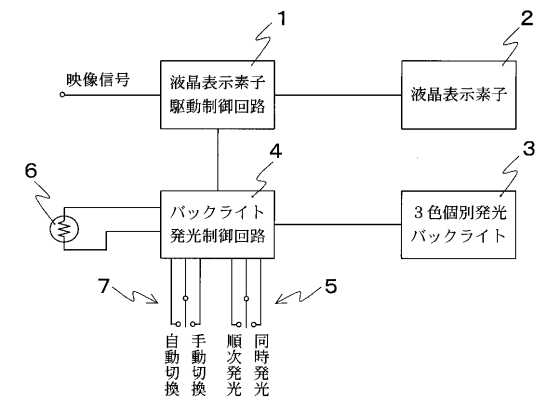 1
2
映像信号
液晶表示素子
駆動制御回路
液晶表示素子
6
4
3
バックライト
発光制御回路
3色個別発光
バックライト
7
5
自動切換
手動切換
順次発光
同時発光